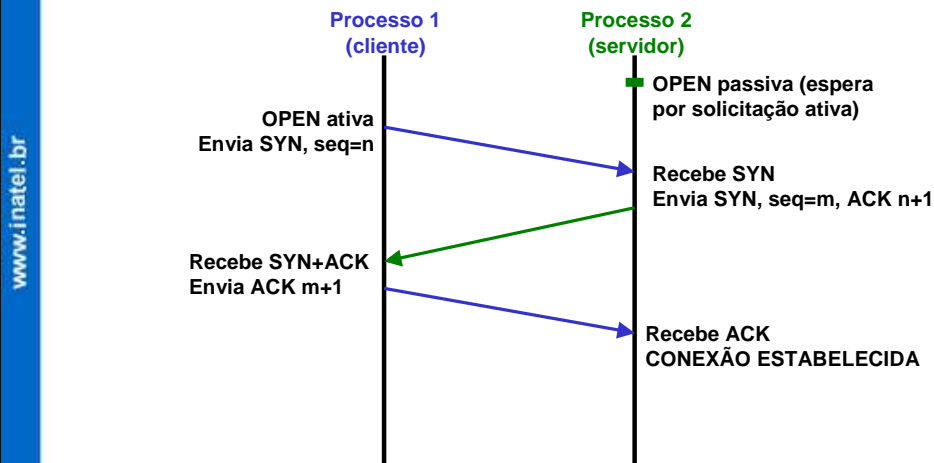 www.inatel.br
Processo 1
(cliente)
Processo 2
(servidor)
OPEN passiva (espera
por solicitação ativa)
OPEN ativa
Envia SYN, seq=n
Recebe SYN
Envia SYN, seq=m, ACK n+1
Recebe SYN+ACK
Envia ACK m+1
Recebe ACK
CONEXÃO ESTABELECIDA